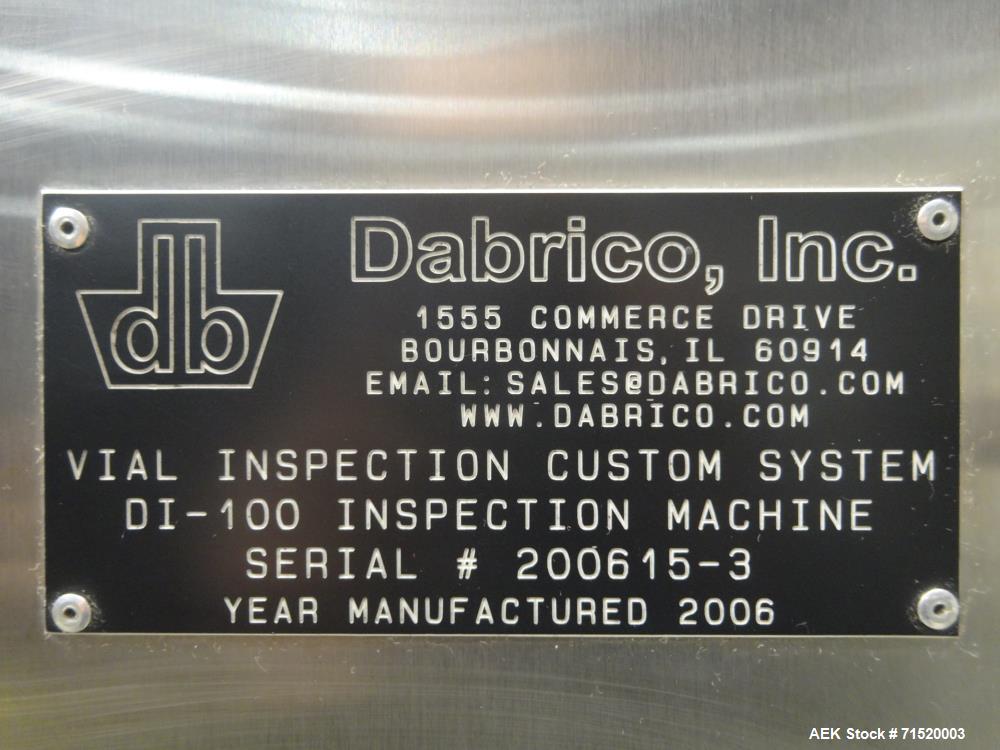 db
Dabrico, Inc.
1555 COMMERCE DRIVE
BOURBONNAIS, IL 60914
EMAIL: SALES@DABRICO.COM
WWW.DABRICO.COM
VIAL INSPECTION CUSTOM SYSTEM
DI-100 INSPECTION MACHINE
SERIAL # 200615-3
YEAR MANUFACTURED 2006
AEK Stock # 71520003